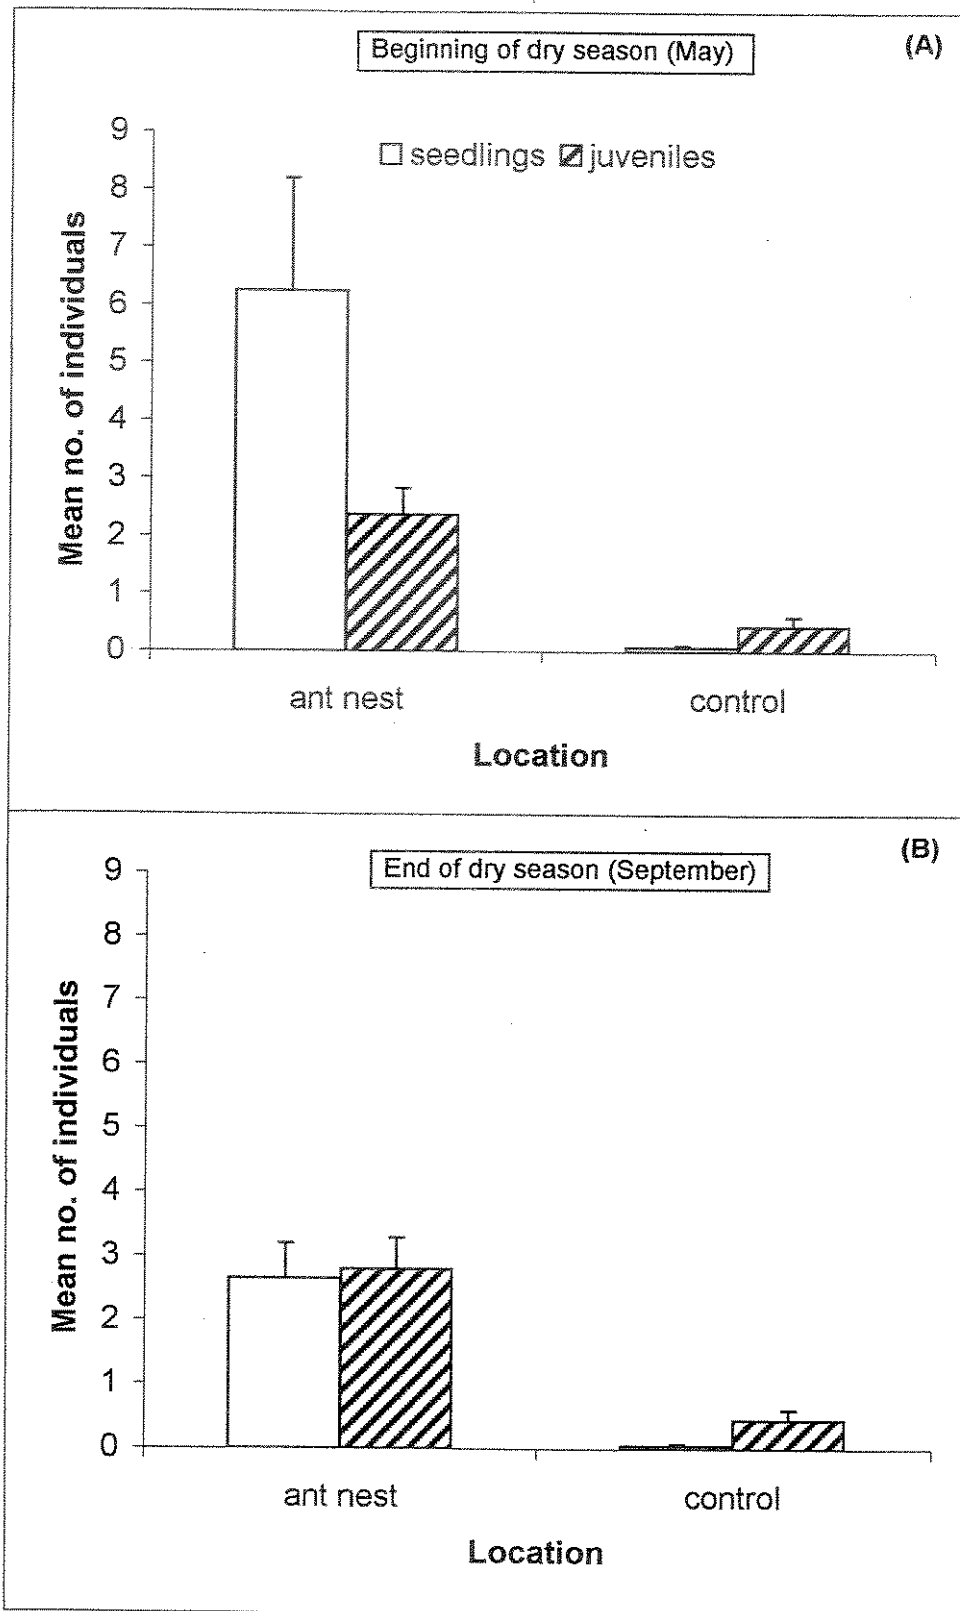 (A)
Beginning of dry season (May)
seedlings juveniles
Mean no. of individuals
9
8
7
6
5
4
3
2
1
0
ant nest control
Location
(B)
End of dry season (September)
Mean no. of individuals
9
8
7
6
5
4
3
2
1
0
ant nest control
Location